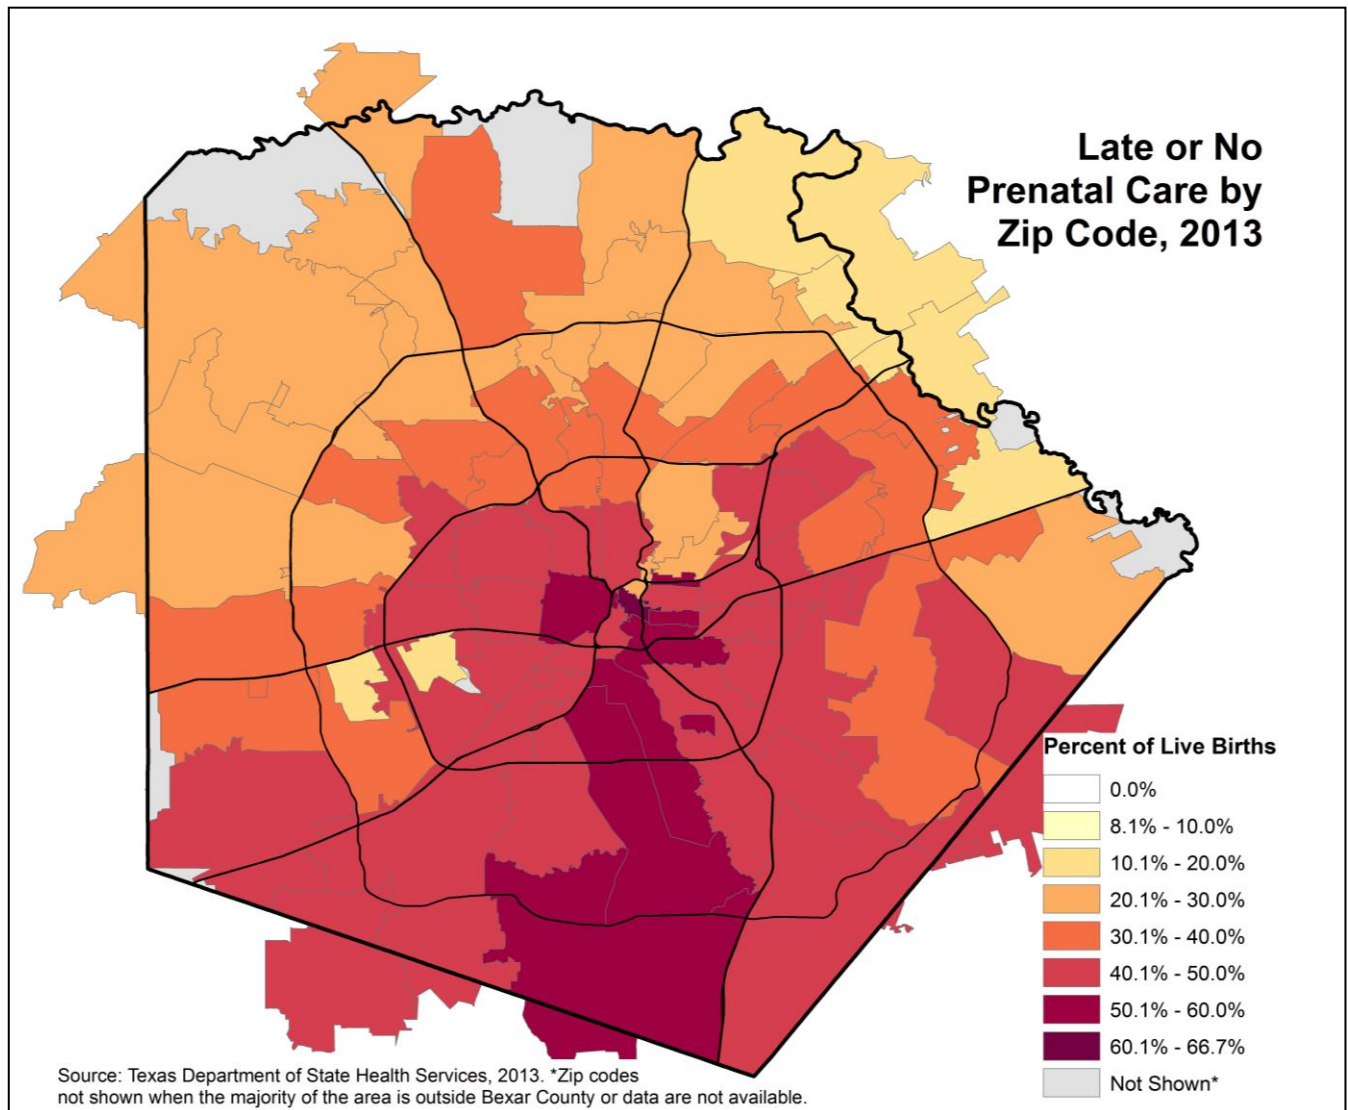 Late or No
Prenatal Care by
Zip Code, 2013
Percent of Live Births
0.0%
8.1% - 10.0%
10.1% - 20.0%
20.1% - 30.0%
30.1% - 40.0%
40.1% - 50.0%
50.1% - 60.0%
60.1% - 66.7%
Not Shown*
Source: Texas Department of State Health Services, 2013. *Zip codes
not shown when the majority of the area is outside Bexar County or data are not available.